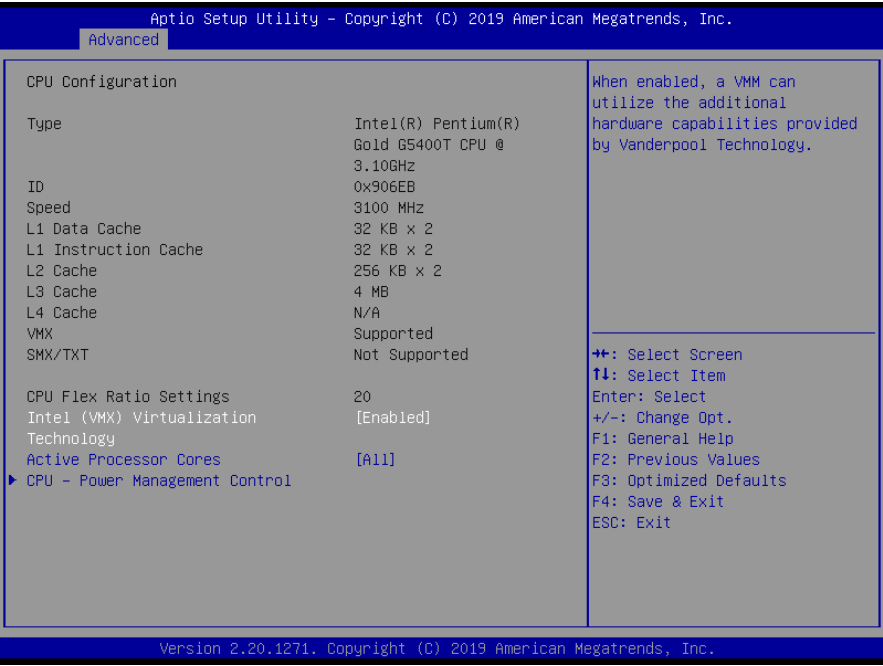 Aptio Setup Utility – Copyright (C) 2019 American Megatrends, Inc.
Advanced
CPU Configuration
Type Intel(R) Pentium(R)
Gold G5400T CPU @
3.10GHz
ID 0x906EB
Speed 3100 MHz
L1 Data Cache 32 KB x 2
L1 Instruction Cache 32 KB x 2
L2 Cache 256 KB x 2
L3 Cache 4 MB
L4 Cache N/A
VMX Supported
SMX/TXT Not Supported
CPU Flex Ratio Settings 20
Intel (VMX) Virtualization [Enabled]
Technology
Active Processor Cores [All]
CPU – Power Management Control
When enabled, a VMM can
utilize the additional
hardware capabilities provided
by Vanderpool Technology.
→←: Select Screen
↑↓: Select Item
Enter: Select
+/–: Change Opt.
F1: General Help
F2: Previous Values
F3: Optimized Defaults
F4: Save & Exit
ESC: Exit
Version 2.20.1271. Copyright (C) 2019 American Megatrends, Inc.